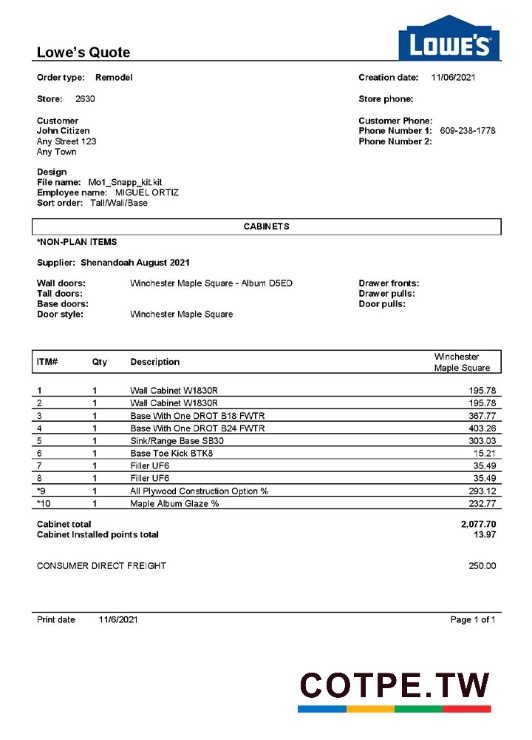 LOWE'S
Lowe's Quote
Order type: Remodel Creation date: 11/06/2021
Store: 2630 Store phone:
Customer Customer Phone:
John Citizen Phone Number 1: 609-238-1778
Any Street 123 Phone Number 2:
Any Town
Design
File name: Mo1_Snapp_kit.kit
Employee name: MIGUEL ORTIZ
Sort order: Tall/Wall/Base
CABINETS
*NON-PLAN ITEMS
Supplier: Shenandoah August 2021
Wall doors: Winchester Maple Square - Album D5ED Drawer fronts:
Tall doors: Drawer pulls:
Base doors: Door pulls:
Door style: Winchester Maple Square
ITM# Qty Description Winchester Maple Square
1 1 Wall Cabinet W1830R 195.78
2 1 Wall Cabinet W1830R 195.78
3 1 Base With One DROT B18 FWTR 367.77
4 1 Base With One DROT B24 FWTR 403.26
5 1 Sink/Range Base SB30 303.03
6 1 Base Toe Kick BTK8 15.21
7 1 Filler UF6 35.49
8 1 Filler UF6 35.49
*9 1 All Plywood Construction Option % 293.12
*10 1 Maple Album Glaze % 232.77
Cabinet total 2,077.70
Cabinet Installed points total 13.97
CONSUMER DIRECT FREIGHT 250.00
Print date 11/6/2021 Page 1 of 1
COTPE.TW